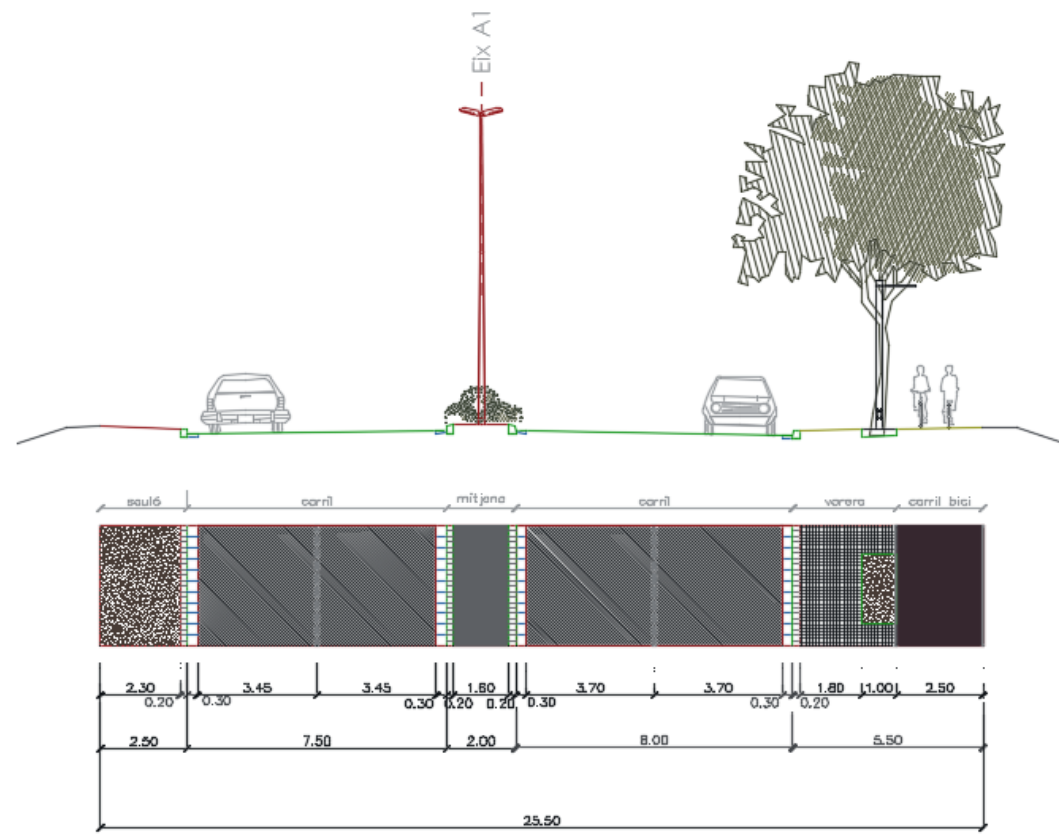 Eix A1
sauló carril mitjana carril vorera carril bici
2.30 3.45 3.45 1.60 3.70 3.70 1.80 1.00 2.50
0.20 0.30 0.30 0.20 0.20 0.30 0.30 0.20
2.50 7.50 2.00 8.00 5.50
25.50